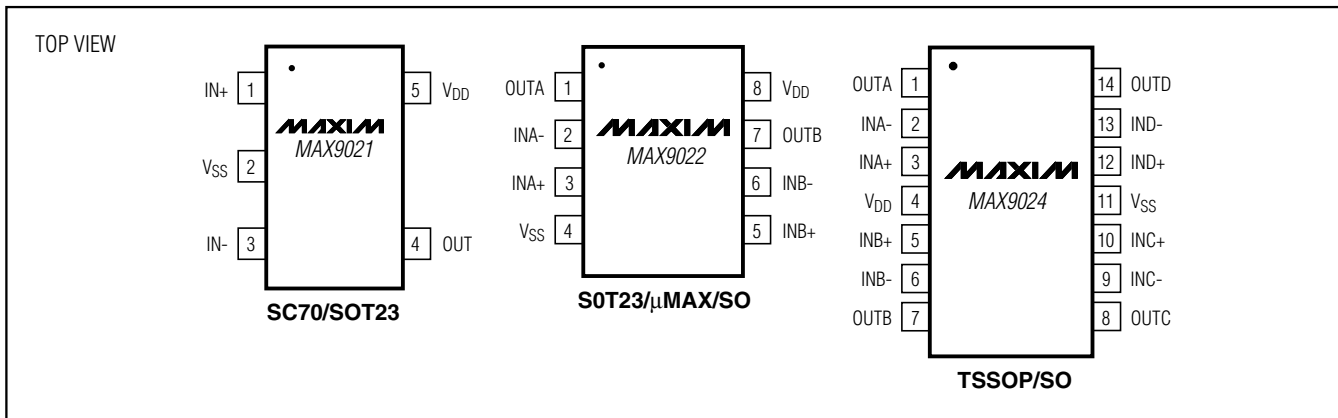 TOP VIEW
IN+ 1
5 VDD
MAXIM
MAX9021
VSS 2
IN- 3
4 OUT
SC70/SOT23
OUTA 1
8 VDD
INA- 2
MAXIM
MAX9022
7 OUTB
INA+ 3
6 INB-
VSS 4
5 INB+
S0T23/μMAX/SO
OUTA 1
14 OUTD
INA- 2
13 IND-
INA+ 3
MAXIM
MAX9024
12 IND+
VDD 4
11 VSS
INB+ 5
10 INC+
INB- 6
9 INC-
OUTB 7
8 OUTC
TSSOP/SO